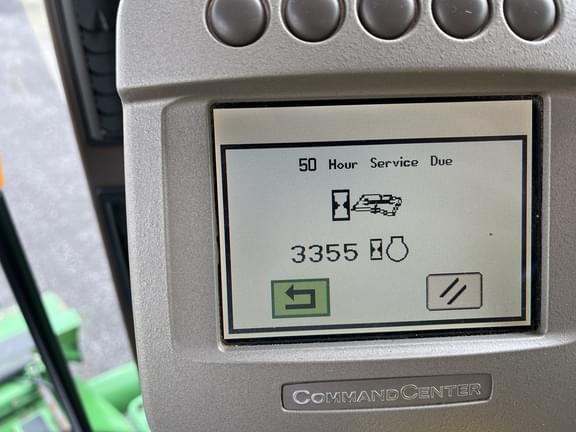 50 Hour Service Due
3355
COMMANDCENTER